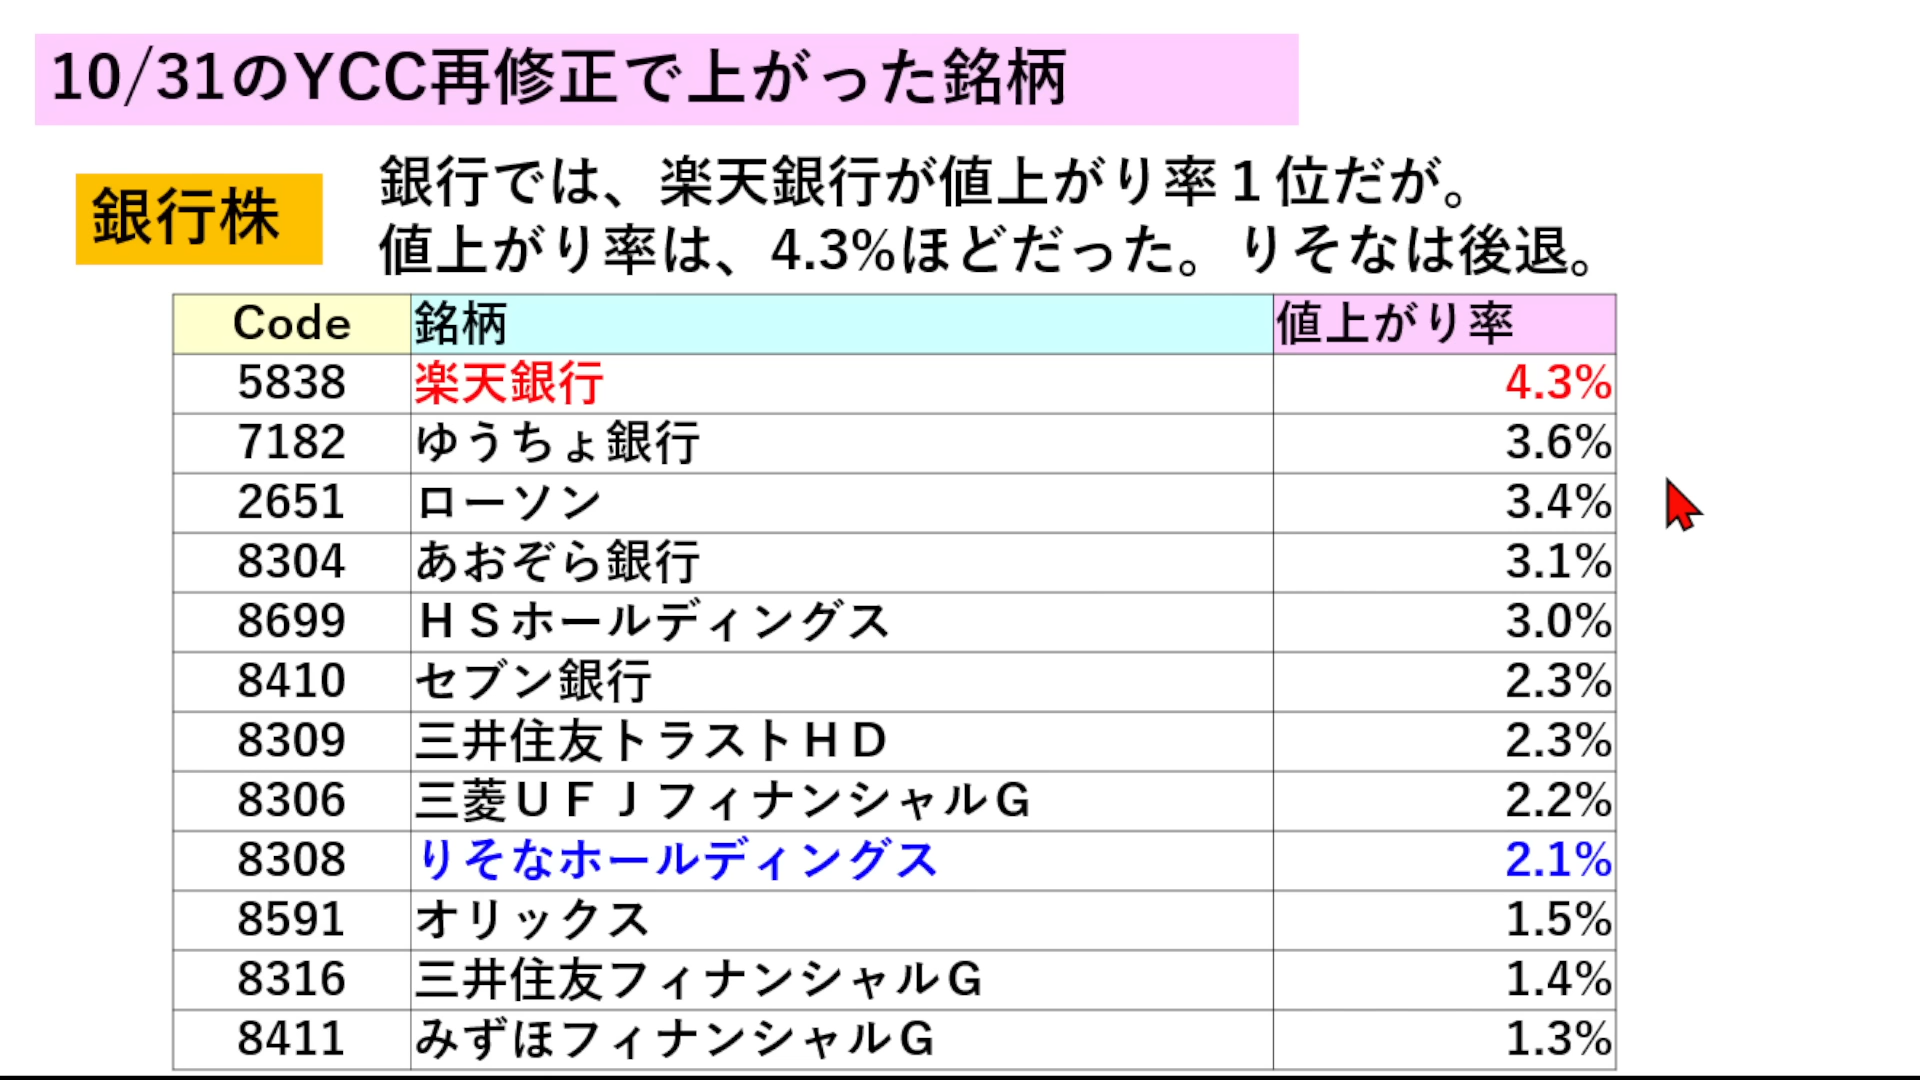 10/31のYCC再修正で上がった銘柄
銀行株
銀行では、楽天銀行が値上がり率１位だが。
値上がり率は、4.3%ほどだった。りそなは後退。
Code 銘柄 値上がり率
5838 楽天銀行 4.3%
7182 ゆうちょ銀行 3.6%
2651 ローソン 3.4%
8304 あおぞら銀行 3.1%
8699 ＨＳホールディングス 3.0%
8410 セブン銀行 2.3%
8309 三井住友トラストＨＤ 2.3%
8306 三菱ＵＦＪフィナンシャルＧ 2.2%
8308 りそなホールディングス 2.1%
8591 オリックス 1.5%
8316 三井住友フィナンシャルＧ 1.4%
8411 みずほフィナンシャルＧ 1.3%